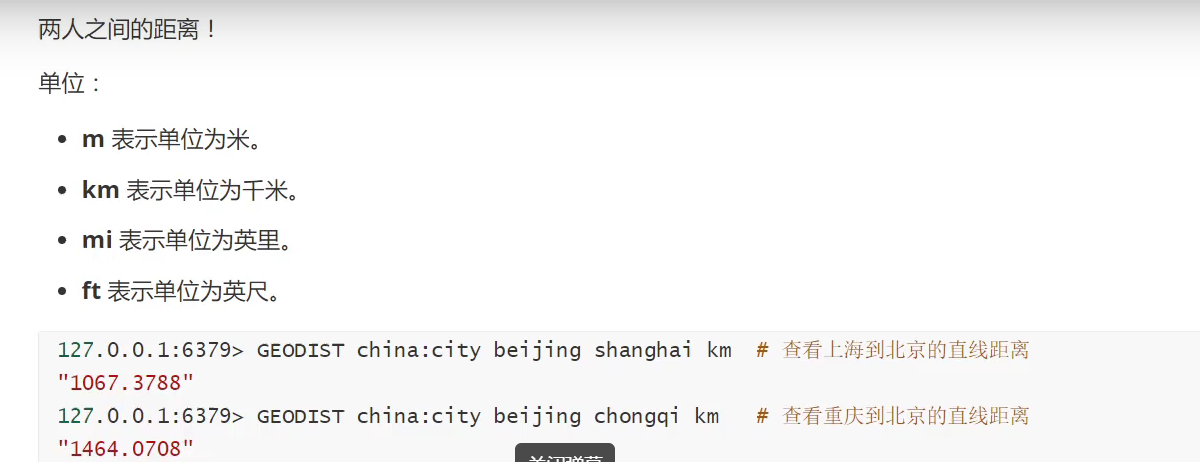 两人之间的距离！
单位：
m 表示单位为米。
km 表示单位为千米。
mi 表示单位为英里。
ft 表示单位为英尺。
127.0.0.1:6379> GEODIST china:city beijing shanghai km # 查看上海到北京的直线距离
"1067.3788"
127.0.0.1:6379> GEODIST china:city beijing chongqi km # 查看重庆到北京的直线距离
"1464.0708"